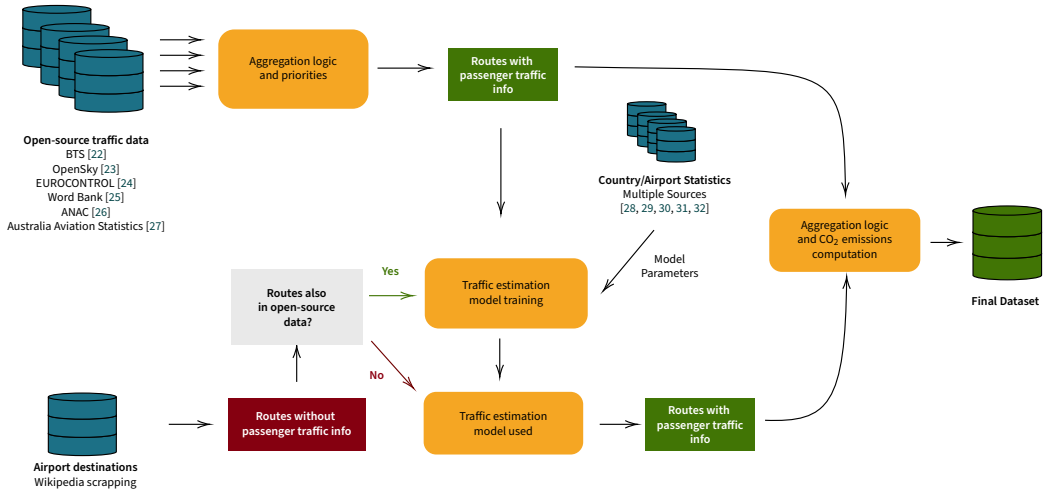 Aggregation logic
and priorities
Routes with
passenger traffic
info
Open-source traffic data
BTS [22]
OpenSky [23]
EUROCONTROL [24]
Word Bank [25]
ANAC [26]
Australia Aviation Statistics [27]
Country/Airport Statistics
Multiple Sources
[28, 29, 30, 31, 32]
Aggregation logic
and CO₂ emissions
computation
Final Dataset
Model
Parameters
Yes
Routes also
in open-source
data?
Traffic estimation
model training
No
Routes without
passenger traffic info
Traffic estimation
model used
Routes with
passenger traffic
info
Airport destinations
Wikipedia scrapping